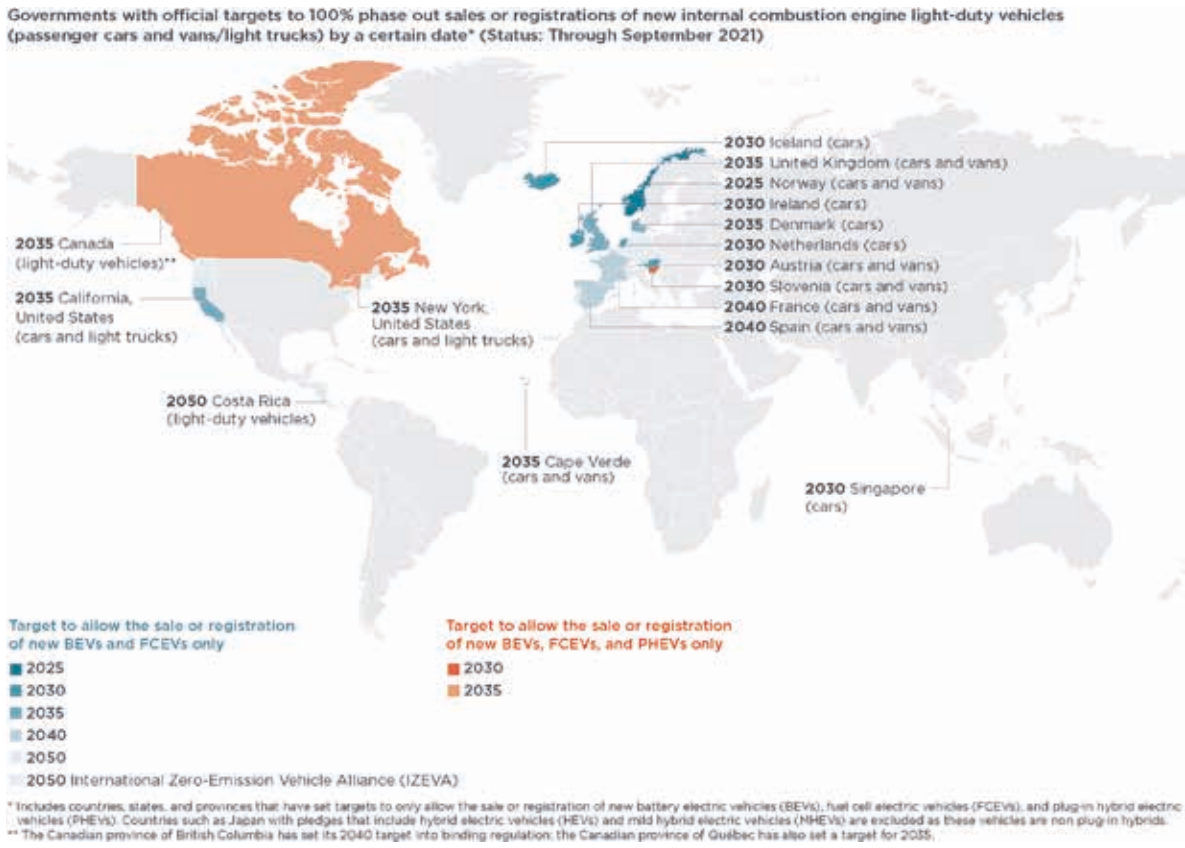 Governments with official targets to 100% phase out sales or registrations of new internal combustion engine light-duty vehicles
(passenger cars and vans/light trucks) by a certain date* (Status: Through September 2021)
2030 Iceland (cars)
2035 United Kingdom (cars and vans)
2025 Norway (cars and vans)
2030 Ireland (cars)
2035 Denmark (cars)
2030 Netherlands (cars)
2030 Austria (cars and vans)
2030 Slovenia (cars and vans)
2040 France (cars and vans)
2040 Spain (cars and vans)
2035 Canada
(light-duty vehicles)**
2035 California,
United States
(cars and light trucks)
2035 New York,
United States
(cars and light trucks)
2050 Costa Rica
(light-duty vehicles)
2035 Cape Verde
(cars and vans)
2030 Singapore
(cars)
Target to allow the sale or registration
of new BEVs and FCEVs only
2025
2030
2035
2040
2050
2050 International Zero-Emission Vehicle Alliance (IZEVA)
Target to allow the sale or registration
of new BEVs, FCEVs, and PHEVs only
2030
2035
* Includes countries, states, and provinces that have set targets to only allow the sale or registration of new battery electric vehicles (BEVs), fuel cell electric vehicles (FCEVs), and plug-in hybrid electric
vehicles (PHEVs). Countries such as Japan with pledges that include hybrid electric vehicles (HEVs) and mild hybrid electric vehicles (MHEVs) are excluded as these vehicles are non plug-in hybrids.
** The Canadian province of British Columbia has set its 2040 target into binding regulation; the Canadian province of Québec has also set a target for 2035.